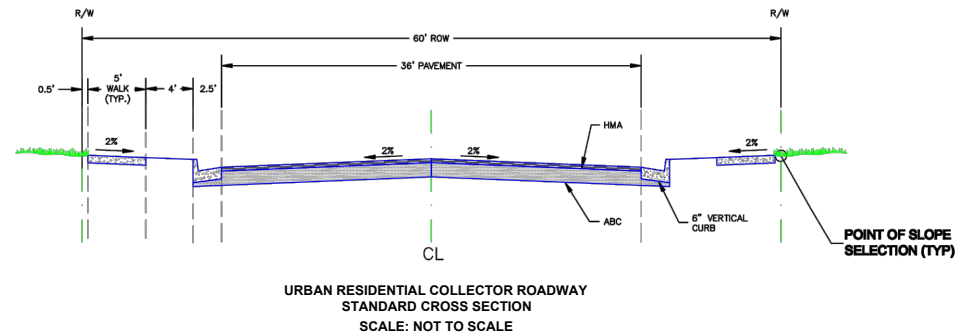 R/W
R/W
60' ROW
36' PAVEMENT
0.5'
5'
WALK
(TYP.)
4'
2.5'
HMA
2%
2%
2%
2%
ABC
6" VERTICAL
CURB
POINT OF SLOPE
SELECTION (TYP)
CL
URBAN RESIDENTIAL COLLECTOR ROADWAY
STANDARD CROSS SECTION
SCALE: NOT TO SCALE